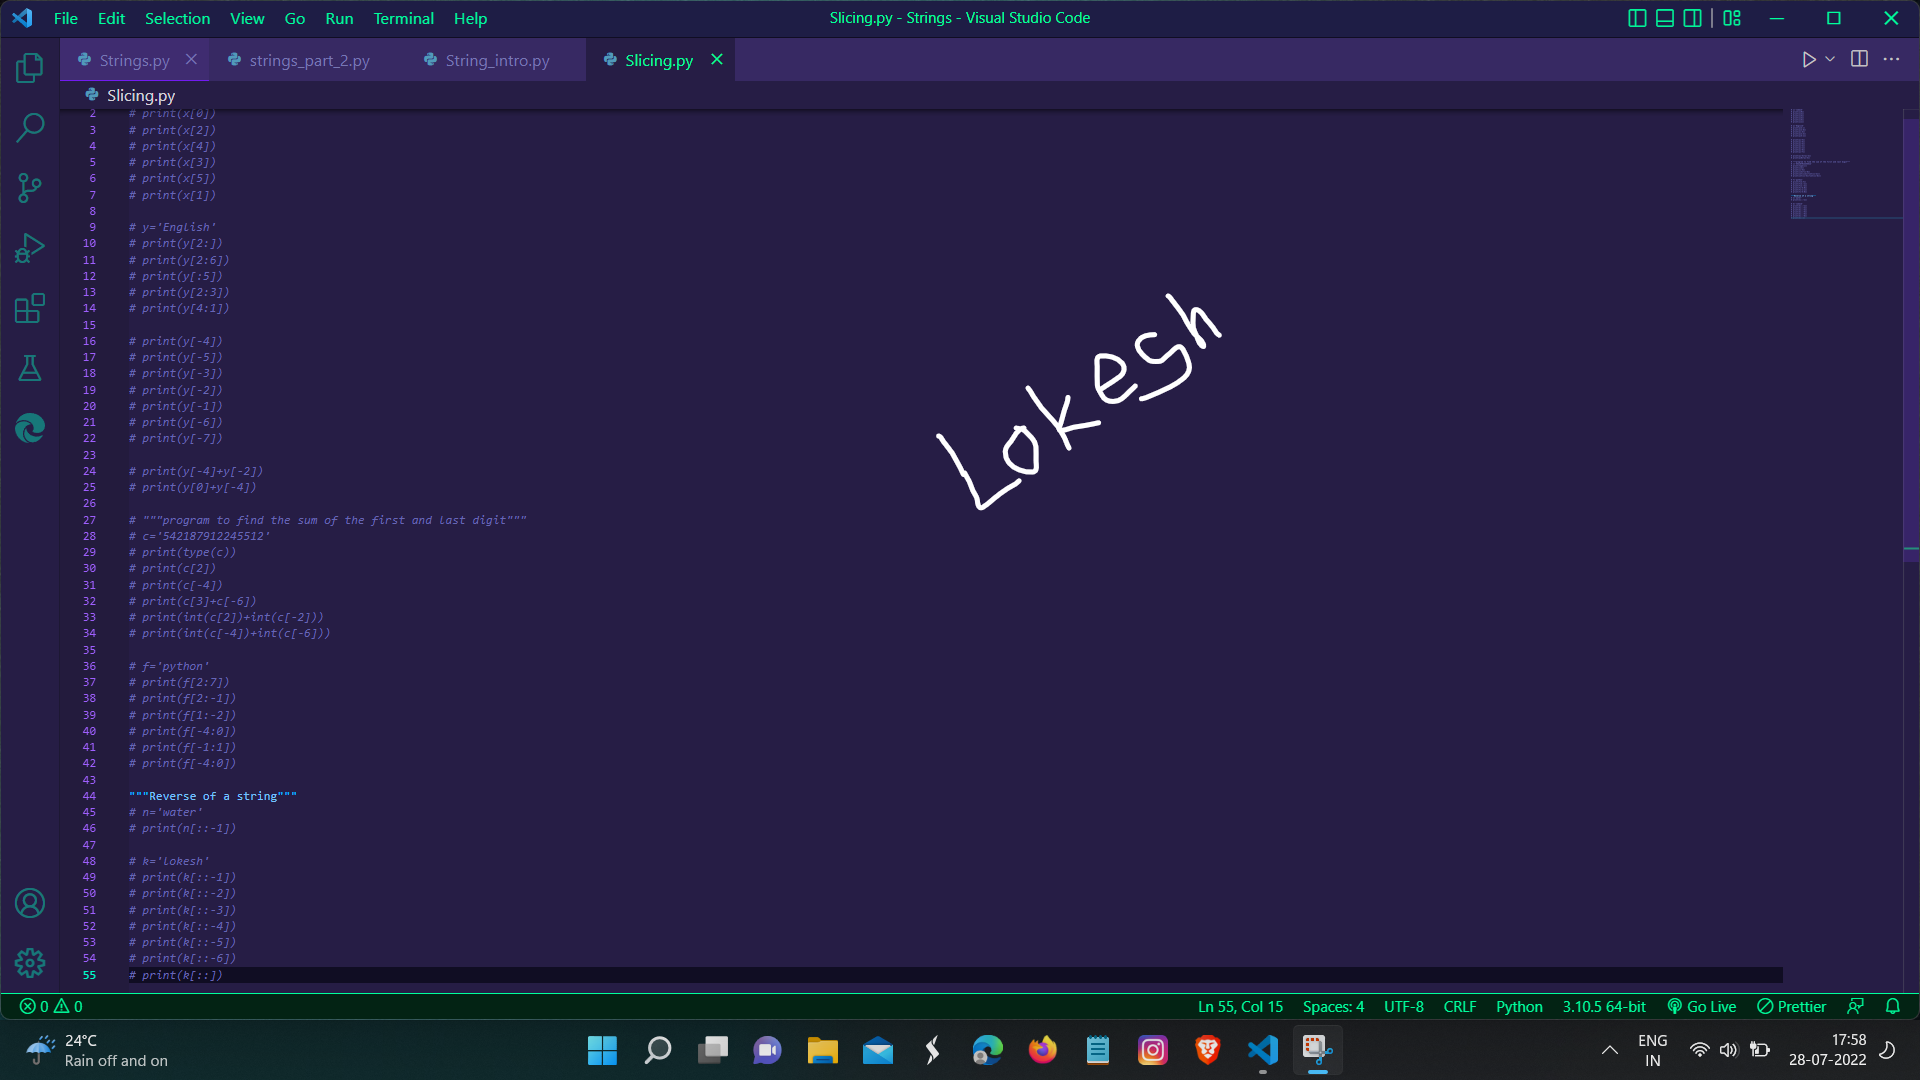 File Edit Selection View Go Run Terminal Help
Slicing.py - Strings - Visual Studio Code
Strings.py
strings_part_2.py
String_intro.py
Slicing.py
Slicing.py
2 # print(x[0])
3 # print(x[2])
4 # print(x[4])
5 # print(x[3])
6 # print(x[5])
7 # print(x[1])
8
9 # y='English'
10 # print(y[2:])
11 # print(y[2:6])
12 # print(y[:5])
13 # print(y[2:3])
14 # print(y[4:1])
15
16 # print(y[-4])
17 # print(y[-5])
18 # print(y[-3])
19 # print(y[-2])
20 # print(y[-1])
21 # print(y[-6])
22 # print(y[-7])
23
24 # print(y[-4]+y[-2])
25 # print(y[0]+y[-4])
26
27 # """program to find the sum of the first and last digit"""
28 # c='542187912245512'
29 # print(type(c))
30 # print(c[2])
31 # print(c[-4])
32 # print(c[3]+c[-6])
33 # print(int(c[2])+int(c[-2]))
34 # print(int(c[-4])+int(c[-6]))
35
36 # f='python'
37 # print(f[2:7])
38 # print(f[2:-1])
39 # print(f[1:-2])
40 # print(f[-4:0])
41 # print(f[-1:1])
42 # print(f[-4:0])
43
44 """Reverse of a string"""
45 # n='water'
46 # print(n[::-1])
47
48 # k='lokesh'
49 # print(k[::-1])
50 # print(k[::-2])
51 # print(k[::-3])
52 # print(k[::-4])
53 # print(k[::-5])
54 # print(k[::-6])
55 # print(k[::])
Lokesh
0 0
Ln 55, Col 15 Spaces: 4 UTF-8 CRLF Python 3.10.5 64-bit Go Live Prettier
24°C
Rain off and on
ENG
IN
17:58
28-07-2022